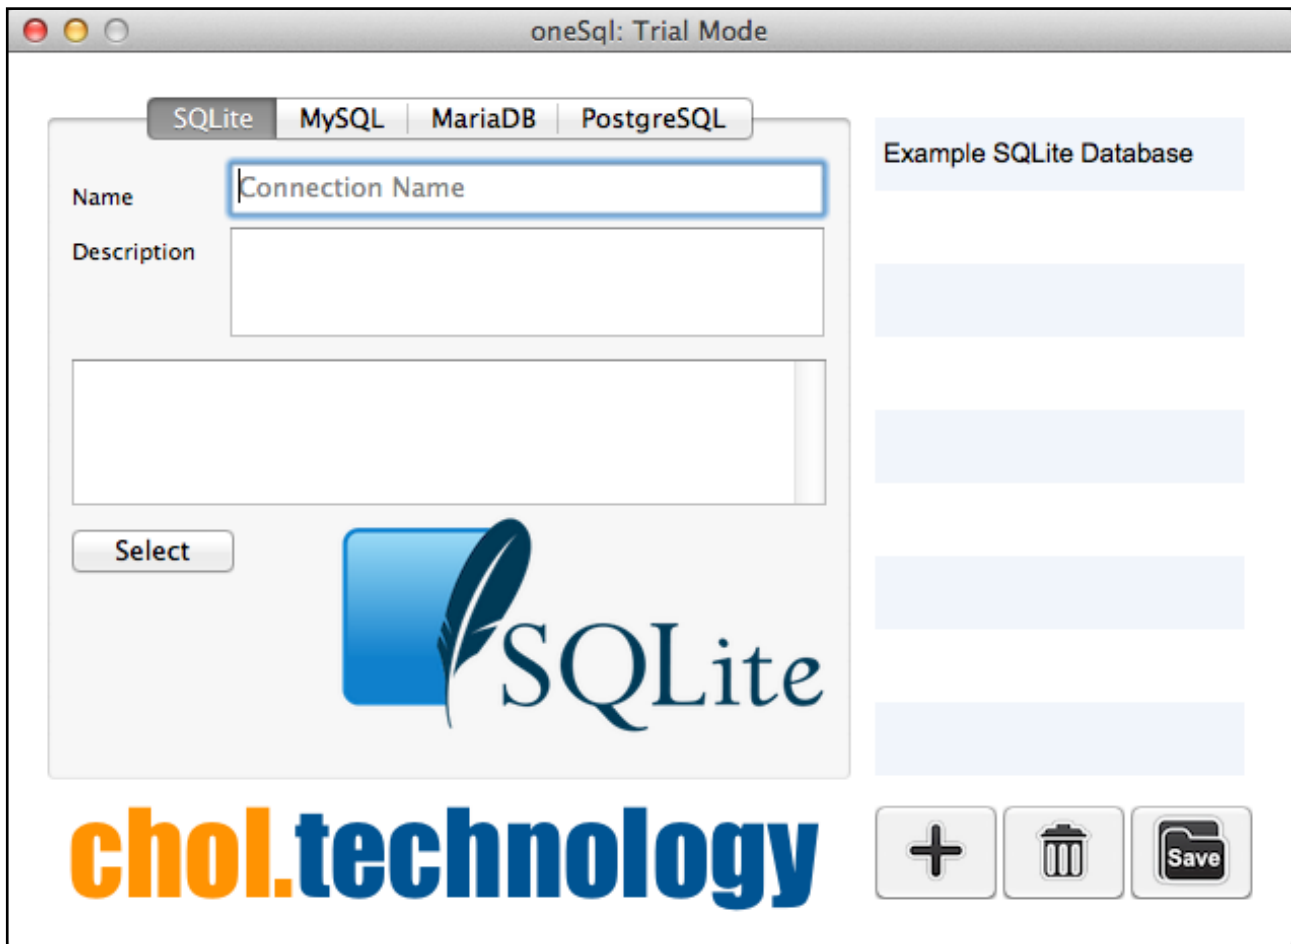 oneSql: Trial Mode
SQLite MySQL MariaDB PostgreSQL
Name
Connection Name
Description
Select
SQLite
chol.technology
Example SQLite Database
Save